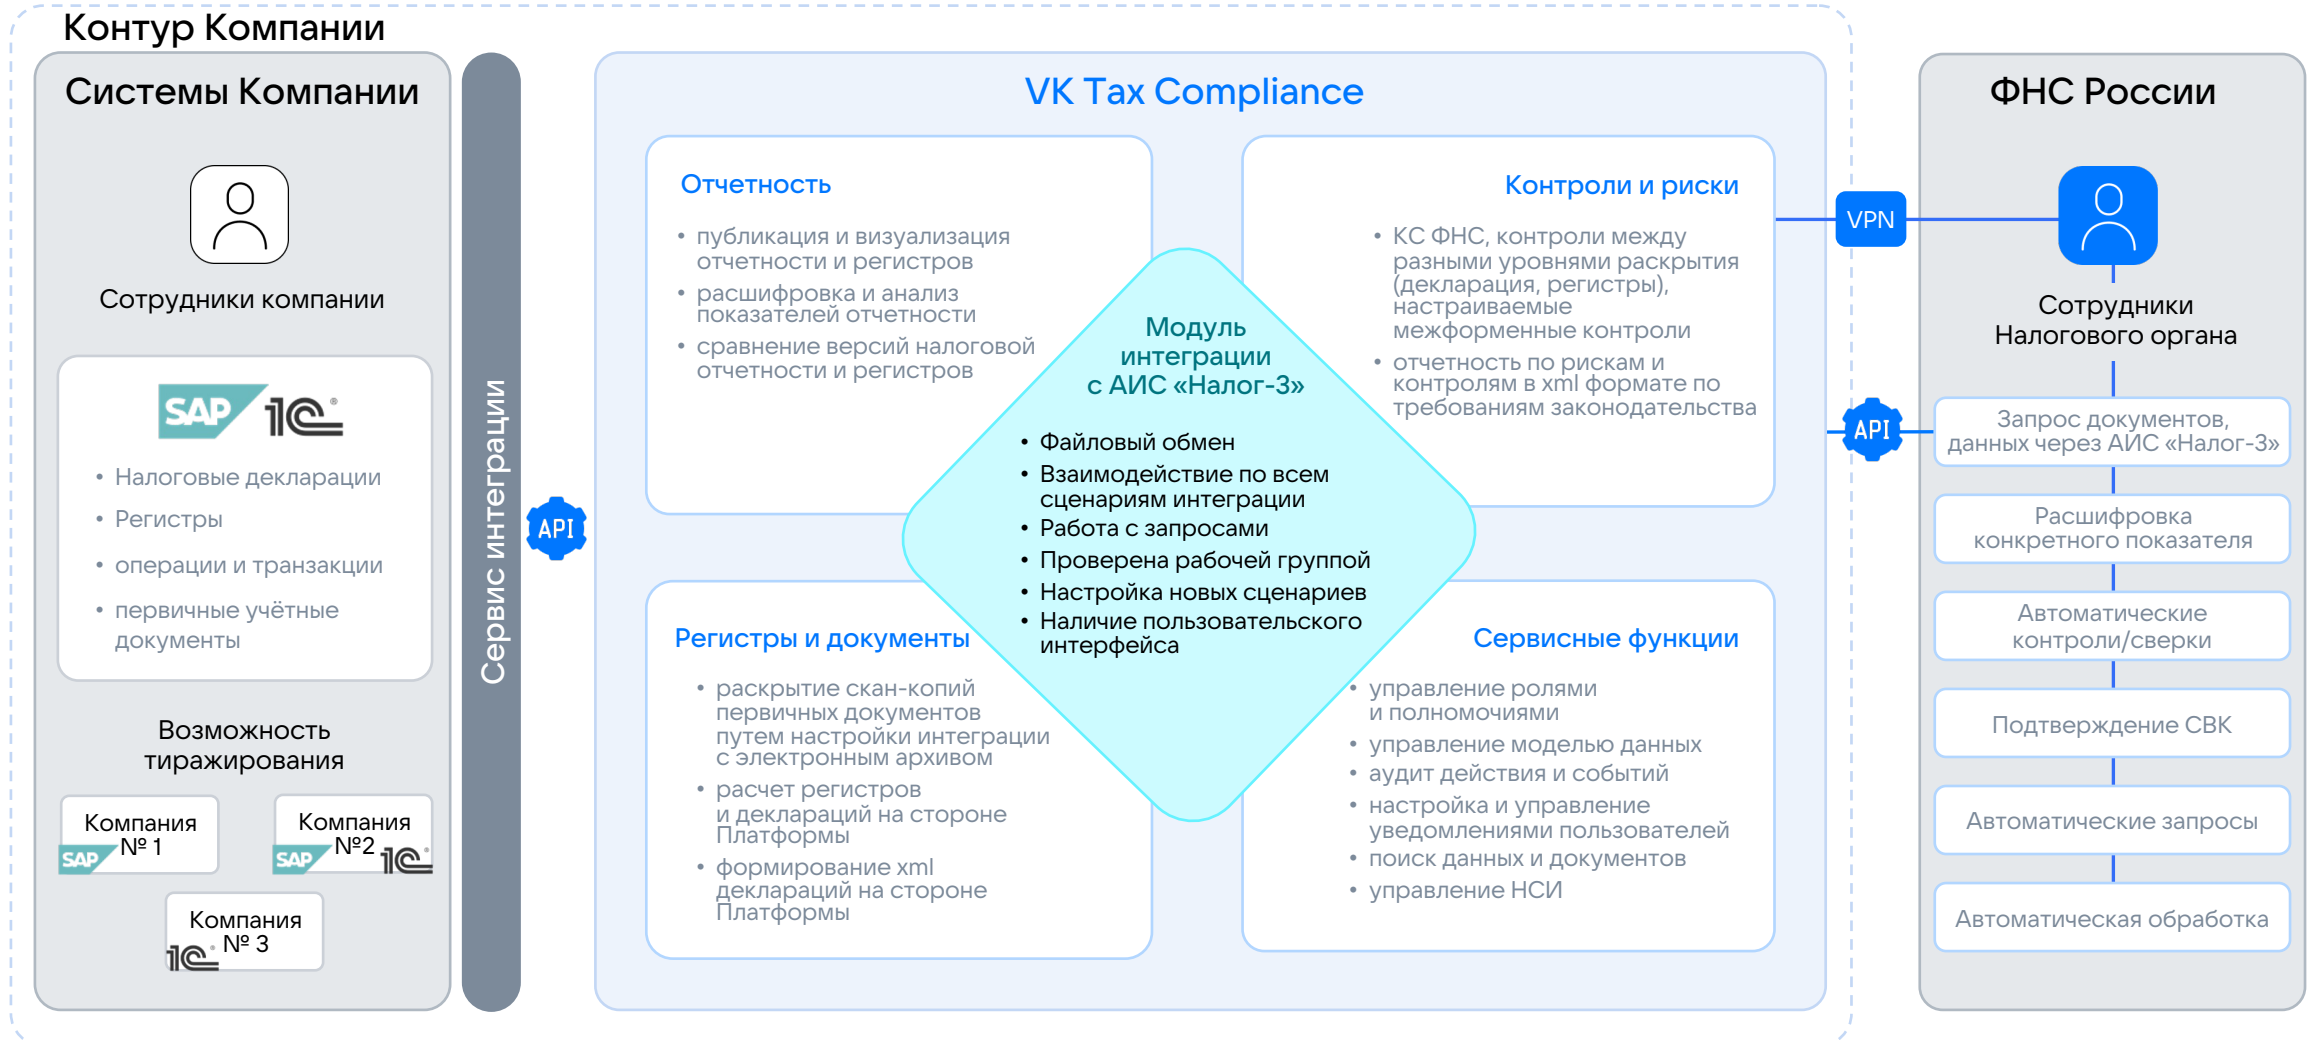 Контур Компании
Системы Компании
Сотрудники компании
SAP 1C
• Налоговые декларации
• Регистры
• операции и транзакции
• первичные учётные
документы
Возможность
тиражирования
Компания
№ 1
SAP
Компания
№2
SAP 1C
Компания
№ 3
1C
Сервис интеграции
API
VK Tax Compliance
Отчетность
• публикация и визуализация
отчетности и регистров
• расшифровка и анализ
показателей отчетности
• сравнение версий налоговой
отчетности и регистров
Контроли и риски
• КС ФНС, контроли между
разными уровнями раскрытия
(декларация, регистры),
настраиваемые
межформенные контроли
• отчетность по рискам и
контролям в xml формате по
требованиям законодательства
Модуль
интеграции
с АИС «Налог-3»
• Файловый обмен
• Взаимодействие по всем
сценариям интеграции
• Работа с запросами
• Проверена рабочей группой
• Настройка новых сценариев
• Наличие пользовательского
интерфейса
Регистры и документы
• раскрытие скан-копий
первичных документов
путем настройки интеграции
с электронным архивом
• расчет регистров
и деклараций на стороне
Платформы
• формирование xml
деклараций на стороне
Платформы
Сервисные функции
• управление ролями
и полномочиями
• управление моделью данных
• аудит действия и событий
• настройка и управление
уведомлениями пользователей
• поиск данных и документов
• управление НСИ
VPN
API
ФНС России
Сотрудники
Налогового органа
Запрос документов,
данных через АИС «Налог-3»
Расшифровка
конкретного показателя
Автоматические
контроли/сверки
Подтверждение СВК
Автоматические запросы
Автоматическая обработка